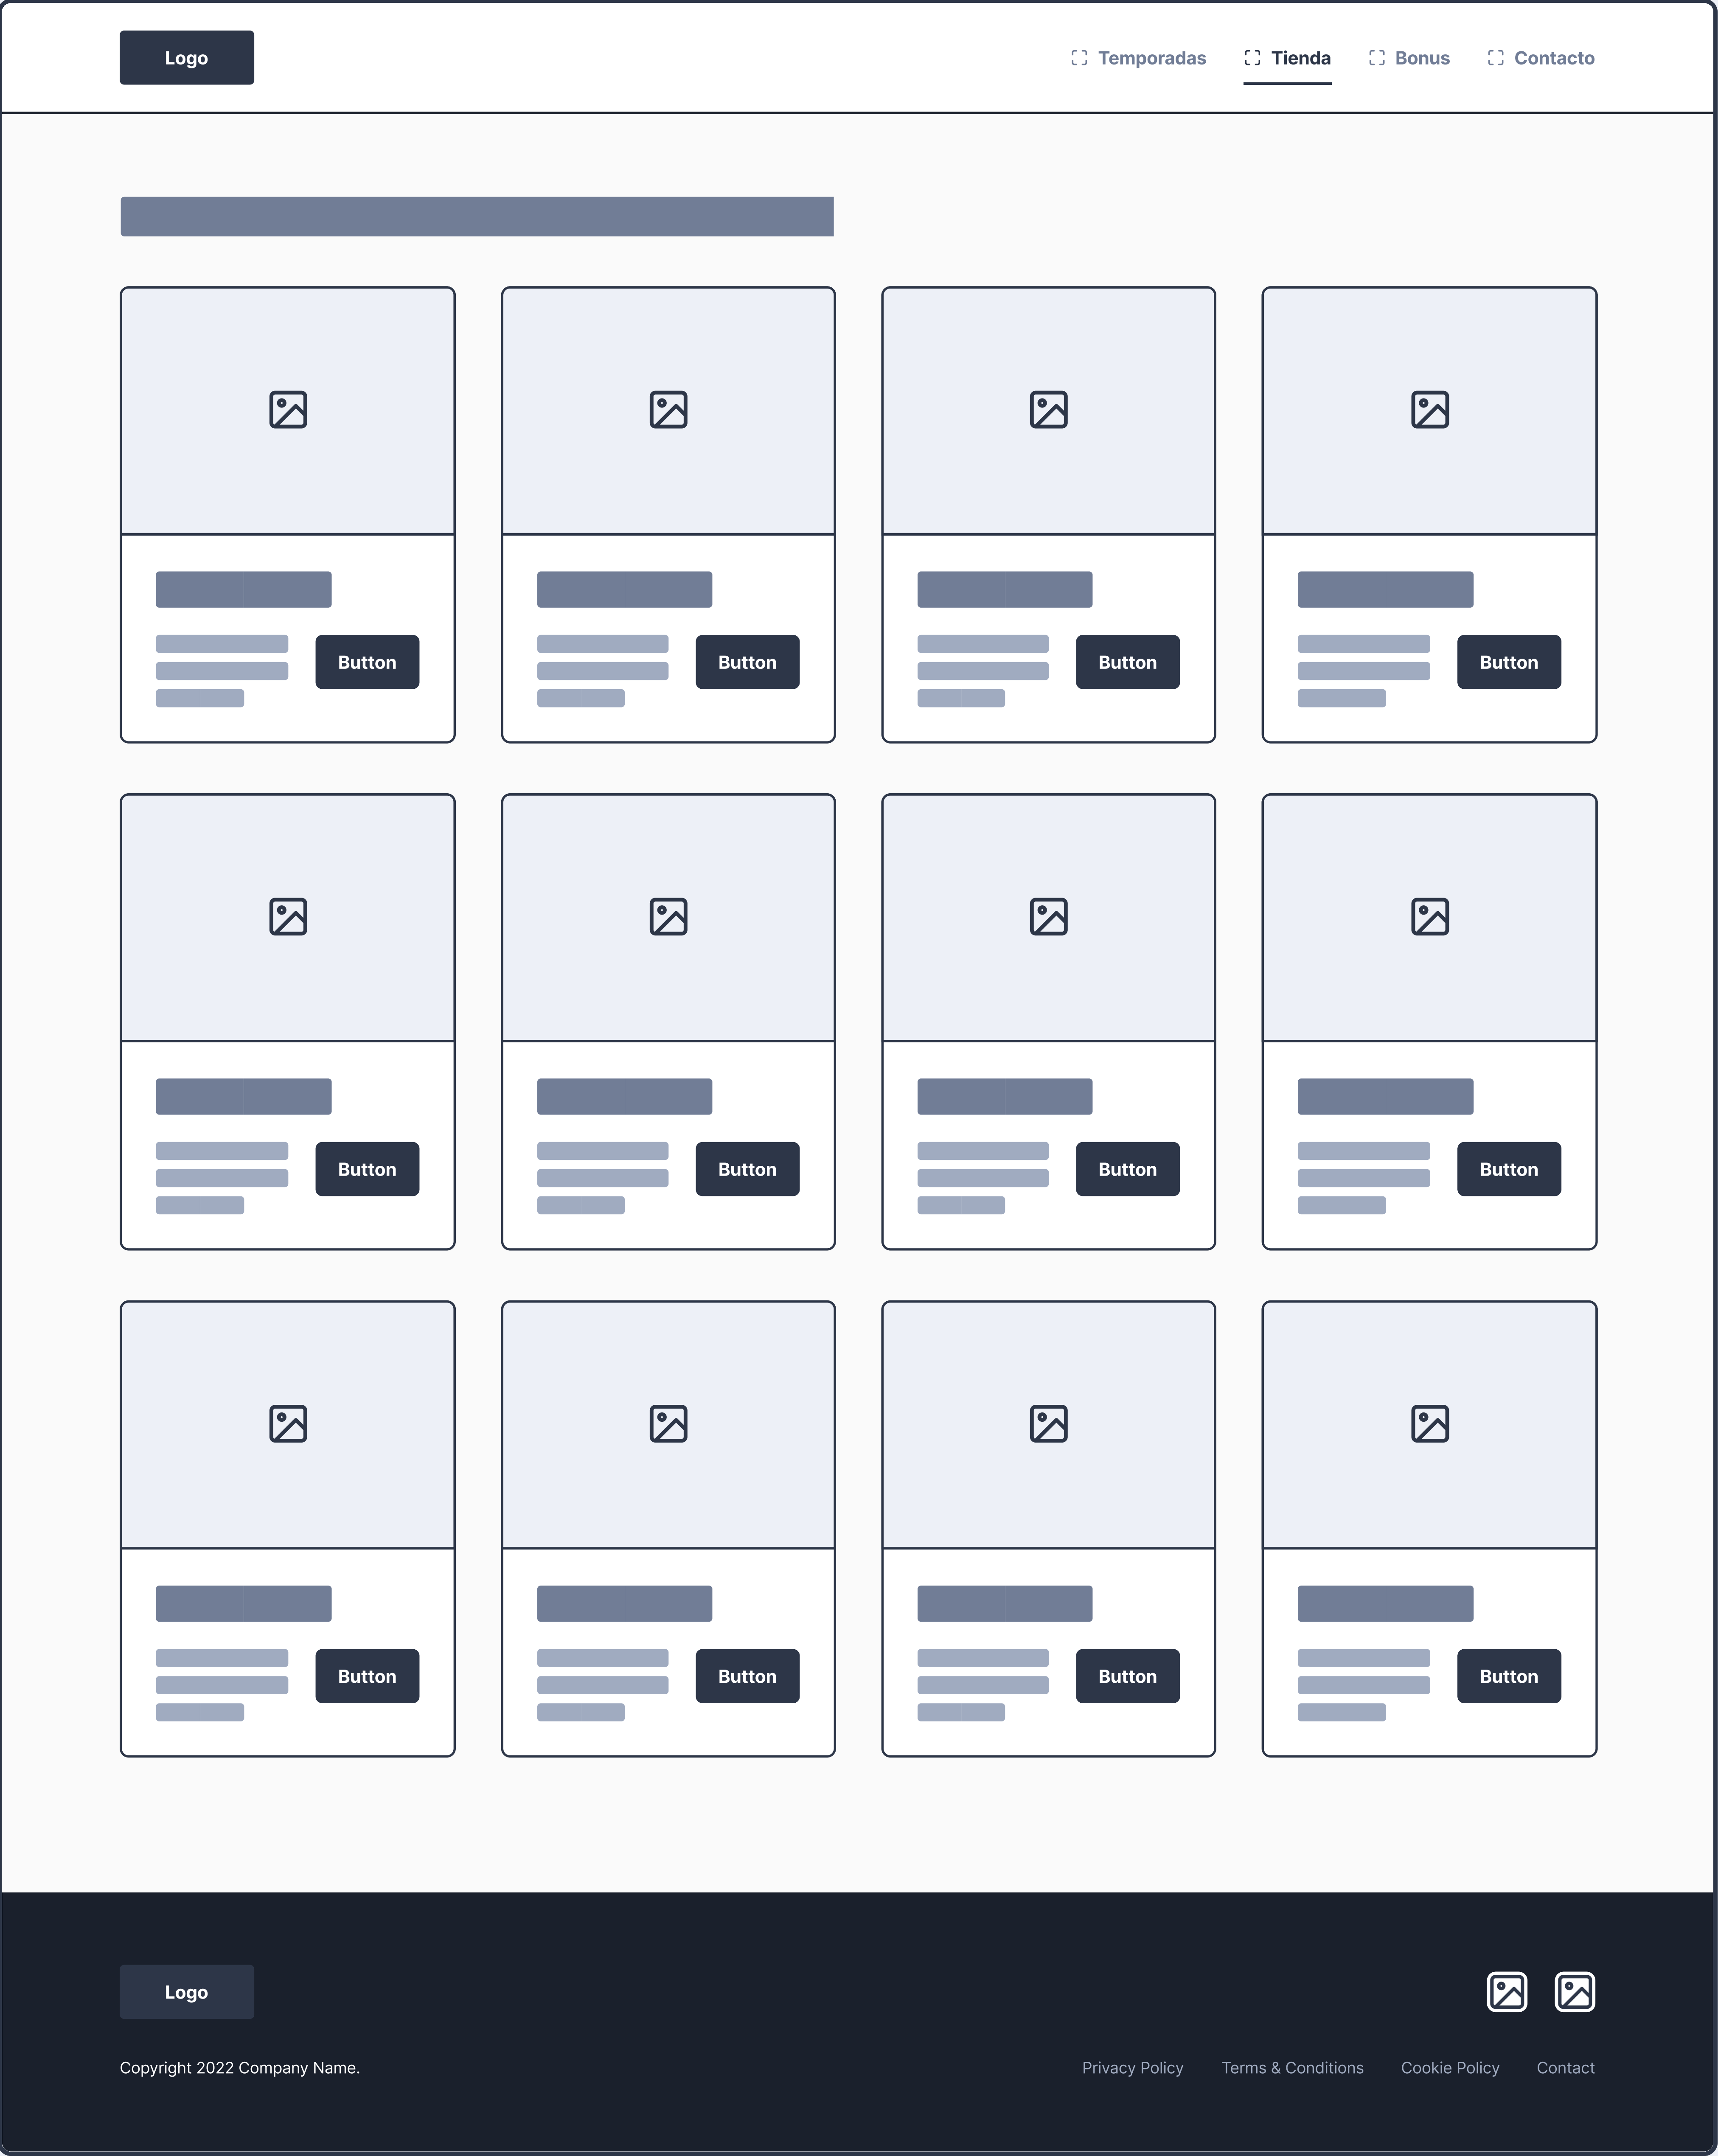 Logo
Temporadas Tienda Bonus Contacto
Button Button Button Button
Button Button Button Button
Button Button Button Button
Logo
Copyright 2022 Company Name.
Privacy Policy Terms & Conditions Cookie Policy Contact